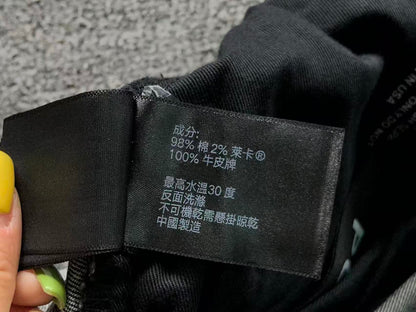 成分:
98% 棉 2% 萊卡®
100% 牛皮牌
最高水溫30 度
反面洗滌
不可機乾需懸掛晾乾
中國製造